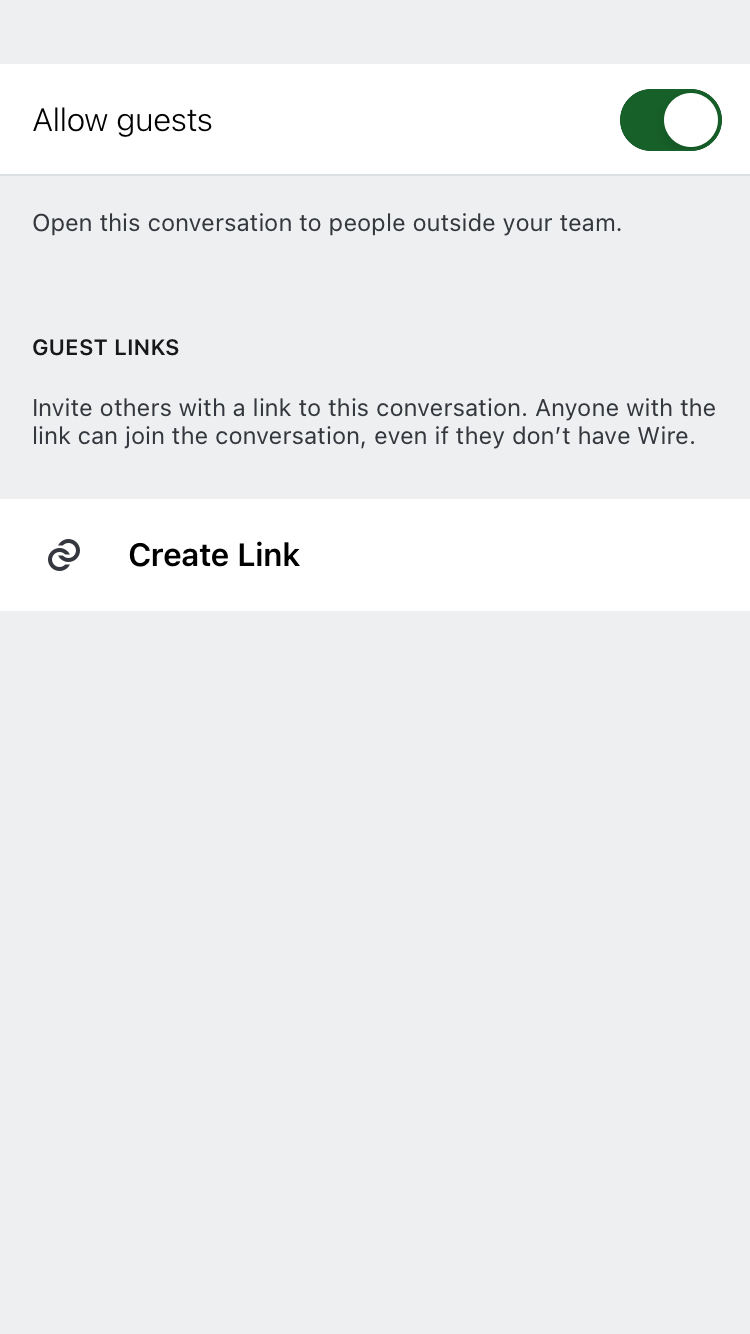 Allow guests
Open this conversation to people outside your team.
GUEST LINKS
Invite others with a link to this conversation. Anyone with the
link can join the conversation, even if they don’t have Wire.
Create Link